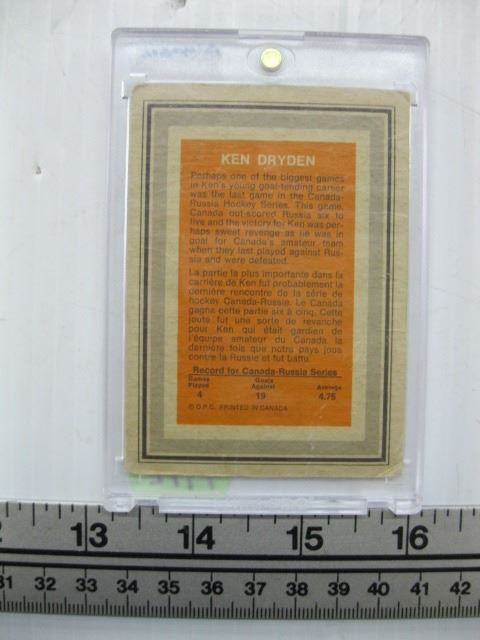 KEN DRYDEN
Perhaps one of the biggest games
in Ken's young goal-tending career
was the last game in the Canada-
Russia Hockey Series. This game,
Canada out-scored Russia six to
five and the victory for Ken was per-
haps sweet revenge as he was in
goal for Canada's amateur team
when they last played against Rus-
sia and were defeated.
La partie la plus importante dans la
carrière de Ken fut probablement la
dernière rencontre de la série de
hockey Canada-Russie. Le Canada
gagna cette partie six à cinq. Cette
joute fut une sorte de revanche
pour Ken qui était gardien de
l'équipe amateur du Canada la
dernière fois que notre pays joua
contre la Russie et fut battu.
Record for Canada-Russia Series
Games Goals
Played Against Average
4 19 4.75
© O.P.C. PRINTED IN CANADA
13 14 15 16
31 32 33 34 35 36 37 38 39 40 41 42